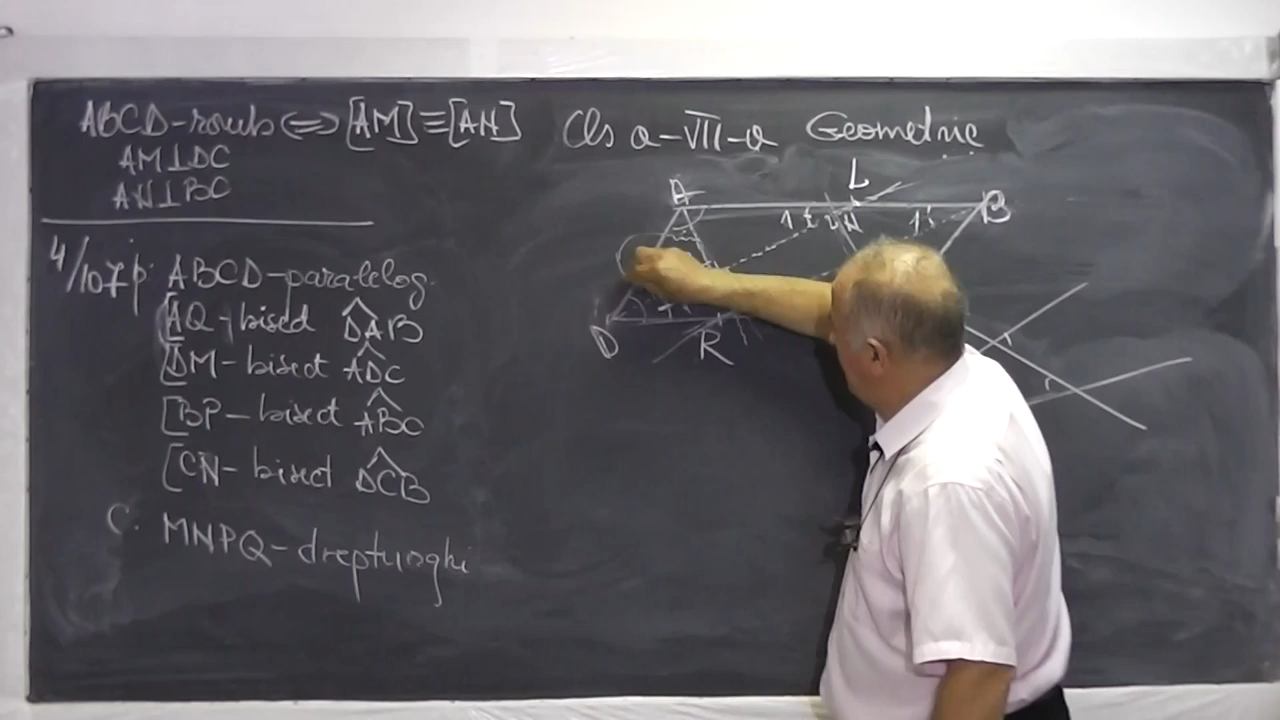 ABCD-romb ⇔ [AM]≡[AN]
AM⊥DC
AN⊥BC
Cls a-VII-a Geometrie
4/107p: ABCD-paralelog.
[AQ-bisect DAB
[DM-bisect ADC
[BP-bisect ABC
[CN-bisect DCB
C: MNPQ-dreptunghi
A
L
B
N
D
R